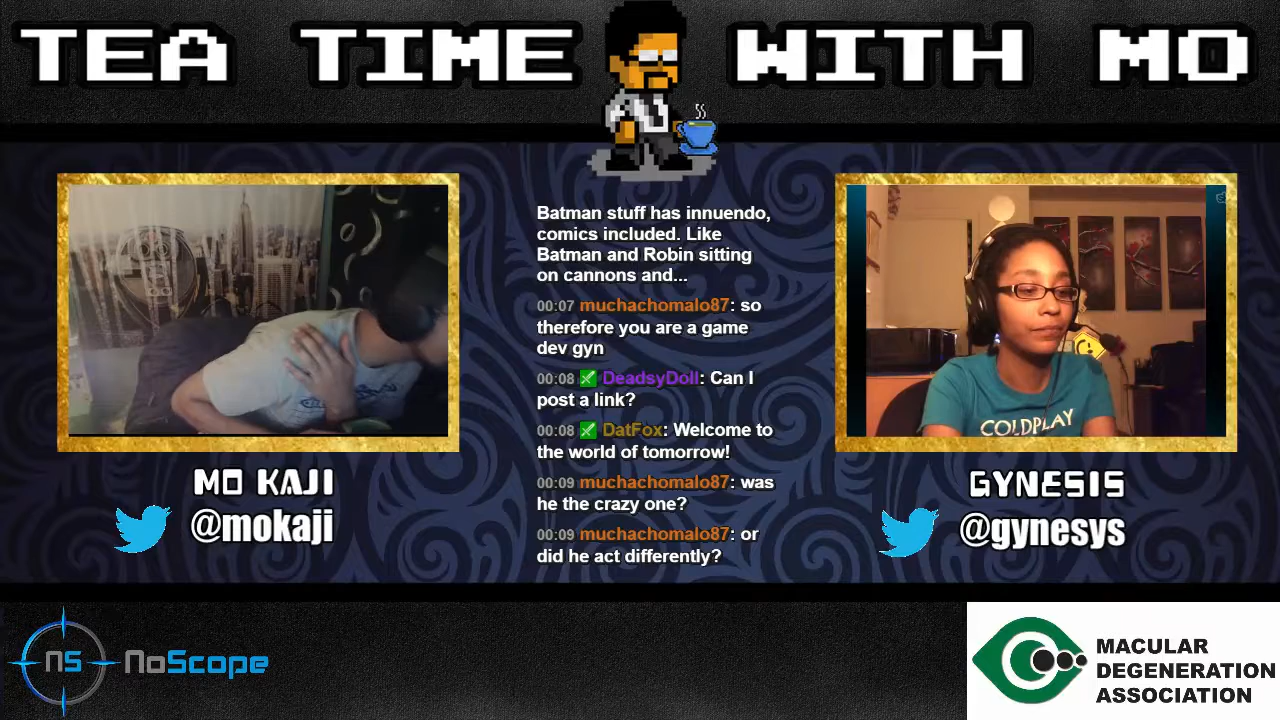 TEA TIME WITH MO
Batman stuff has innuendo,
comics included. Like
Batman and Robin sitting
on cannons and...
00:07 muchachomalo87: so
therefore you are a game
dev gyn
00:08 DeadsyDoll: Can I
post a link?
00:08 DatFox: Welcome to
the world of tomorrow!
00:09 muchachomalo87: was
he the crazy one?
00:09 muchachomalo87: or
did he act differently?
COLDPLAY
MO KAJI
@mokaji
GYNESIS
@gynesys
NS NoScope
MACULAR
DEGENERATION
ASSOCIATION